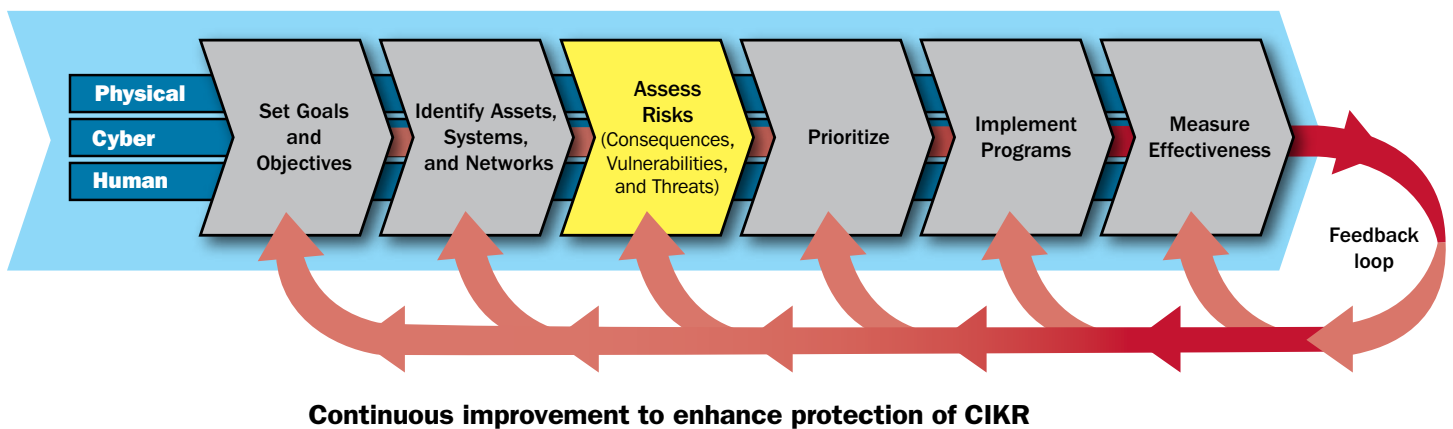 Physical
Cyber
Human
Set Goals
and
Objectives
Identify Assets,
Systems,
and Networks
Assess
Risks
(Consequences,
Vulnerabilities,
and Threats)
Prioritize
Implement
Programs
Measure
Effectiveness
Feedback
loop
Continuous improvement to enhance protection of CIKR